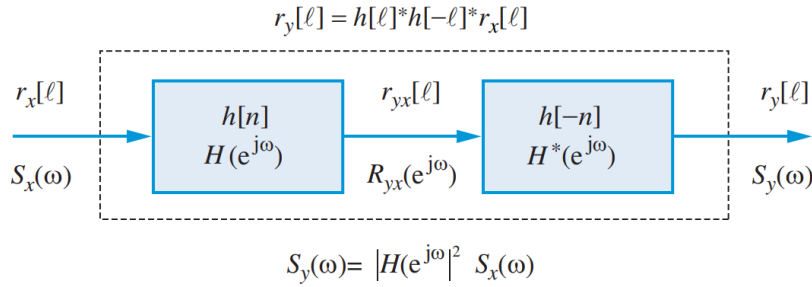 r_y[ℓ] = h[ℓ]*h[−ℓ]*r_x[ℓ]
r_x[ℓ] r_yx[ℓ] r_y[ℓ]
h[n] h[−n]
H(e^jω) H*(e^jω)
S_x(ω) R_yx(e^jω) S_y(ω)
S_y(ω)= |H(e^jω|² S_x(ω)